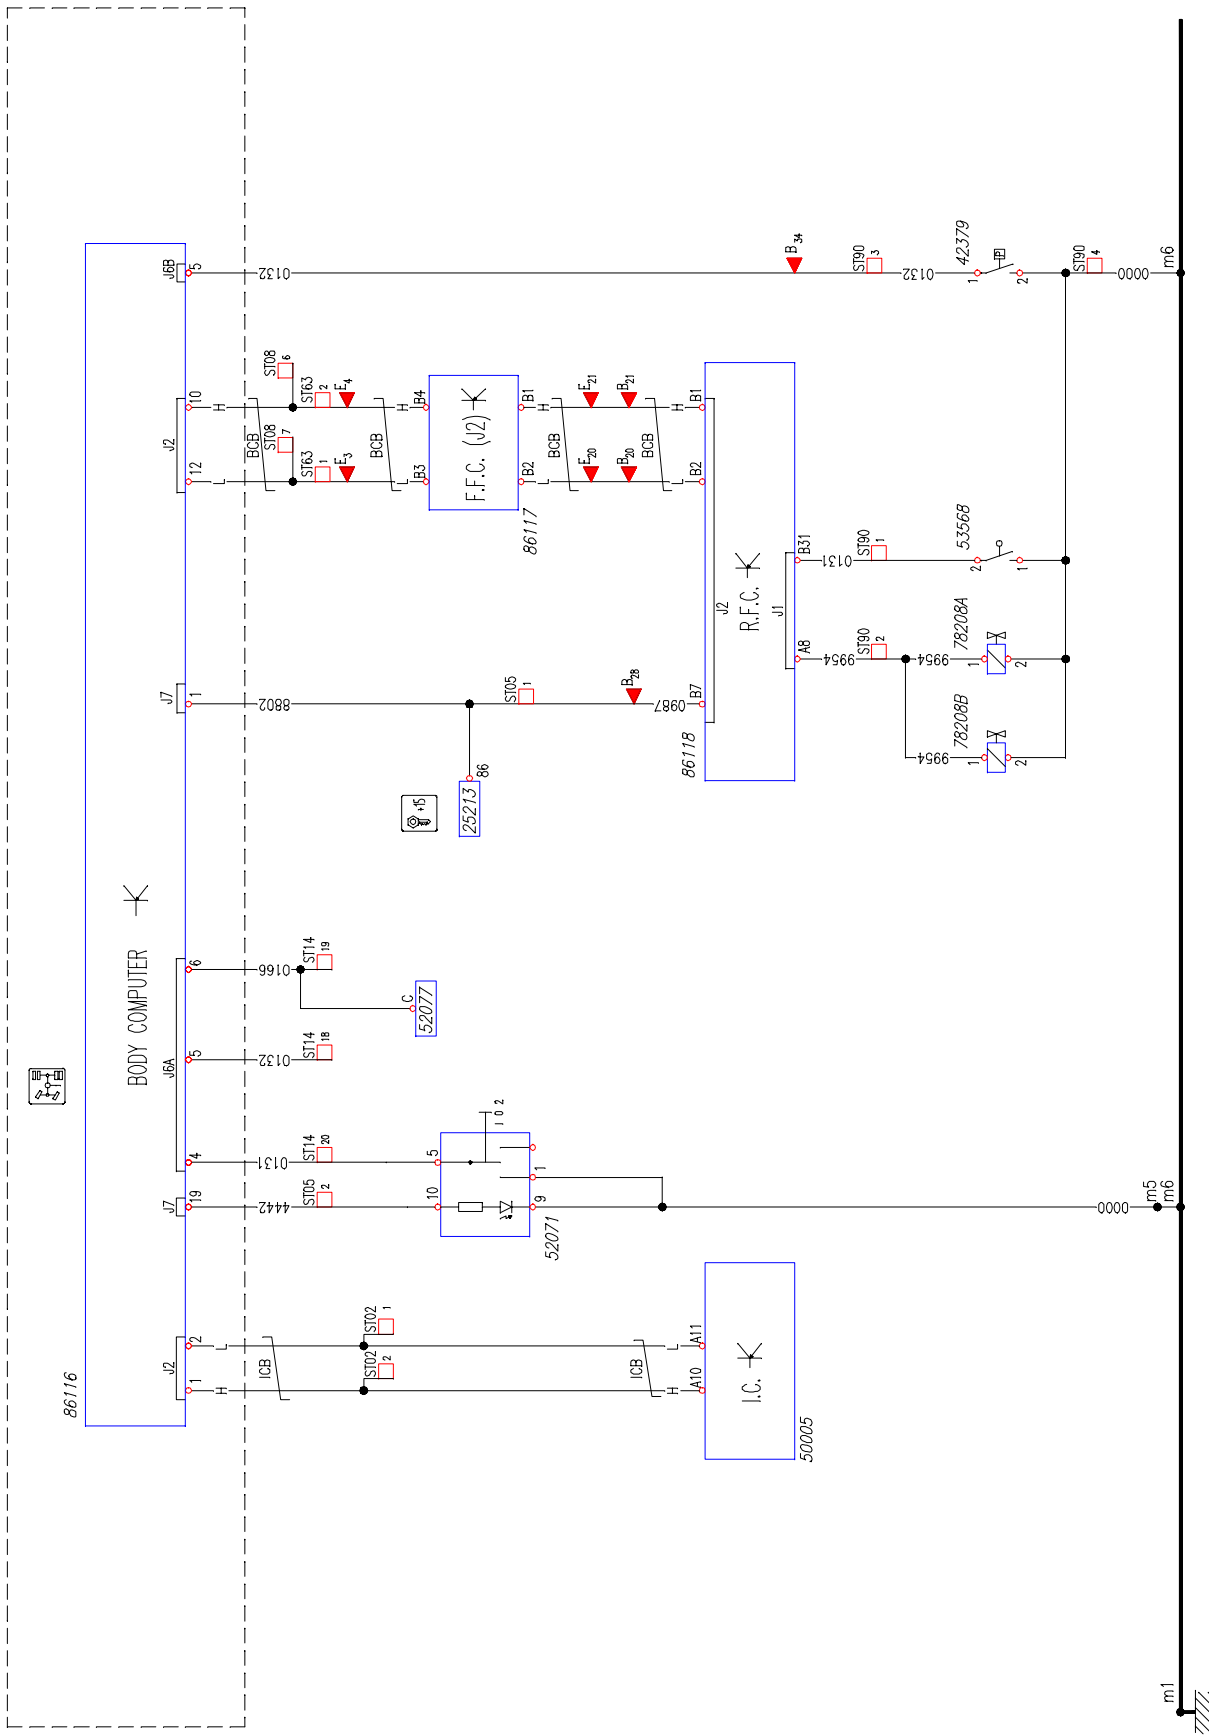 86116
BODY COMPUTER
J2
1
2
J7
19
J6A
4
5
6
J7
1
J2
12
10
J6B
5
H
L
4442
0131
0132
0166
8802
L
H
0132
ICB
ST02
2
ST02
1
ST05
2
ST14
20
ST14
18
ST14
19
BCB
ST08
7
ST08
6
ST63
1
ST63
2
E3
E4
BCB
L
H
B3
B4
F.F.C. (J2)
86117
B2
B1
L
H
BCB
E20
E21
B20
B21
BCB
L
H
B2
B1
10
5
1 0 2
9
1
52071
C
52077
+15
25213
86
ST05
1
B28
0987
B7
86118
J2
R.F.C.
J1
A8
B31
ICB
H
L
A10
A11
I.C.
50005
B34
ST90
3
0132
42379
1
P
2
ST90
4
0000
m6
9954
ST90
2
0131
ST90
1
9954
9954
78208B
1
2
78208A
1
2
53568
2
1
0000
m5
m6
m1